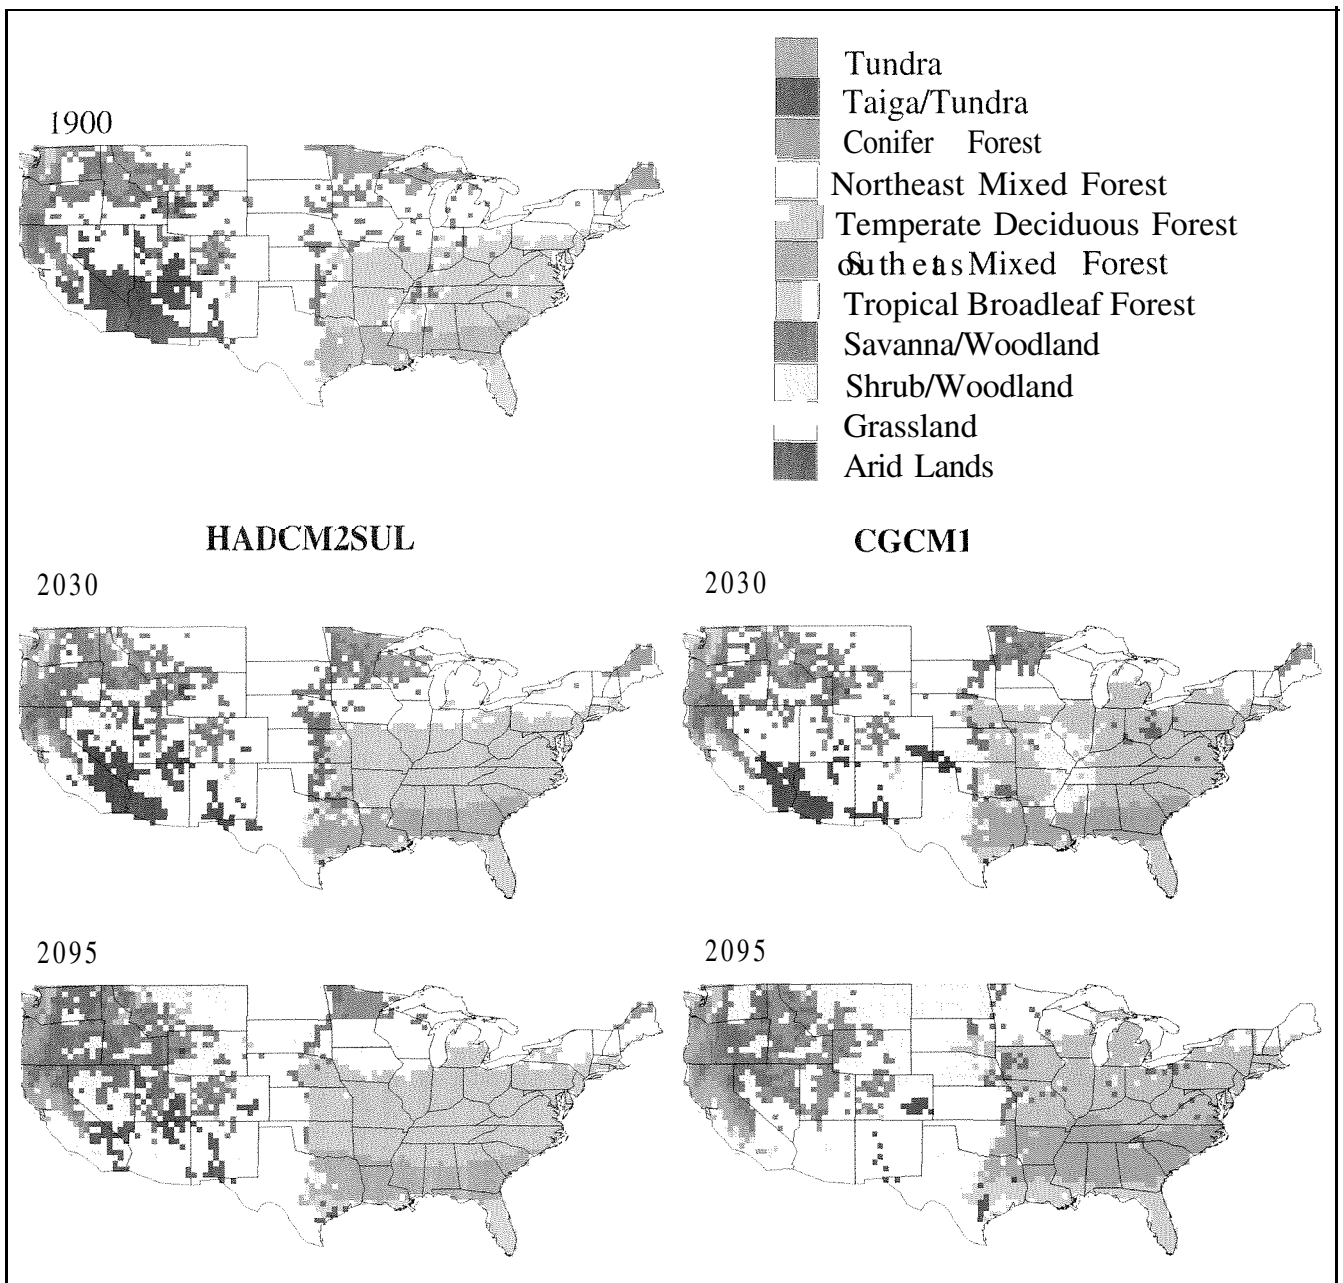 1900
Tundra
Taiga/Tundra
Conifer Forest
Northeast Mixed Forest
Temperate Deciduous Forest
Mixed Forest
Tropical Broadleaf Forest
Savanna/Woodland
Shrub/Woodland
Grassland
Arid Lands
HADCM2SUL
CGCM1
2030
2030
2095
2095